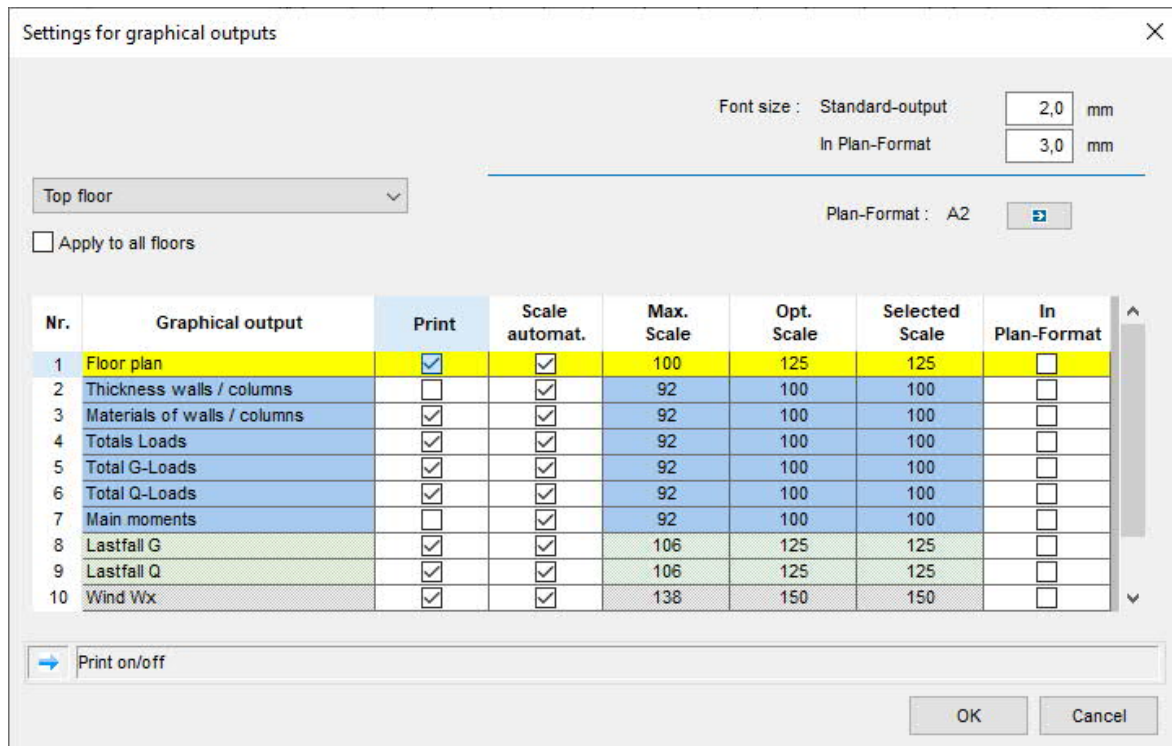 Settings for graphical outputs
Font size : Standard-output 2,0 mm
In Plan-Format 3,0 mm
Top floor
Plan-Format : A2
Apply to all floors
Nr. Graphical output Print Scale automat. Max. Scale Opt. Scale Selected Scale In Plan-Format
1 Floor plan 100 125 125
2 Thickness walls / columns 92 100 100
3 Materials of walls / columns 92 100 100
4 Totals Loads 92 100 100
5 Total G-Loads 92 100 100
6 Total Q-Loads 92 100 100
7 Main moments 92 100 100
8 Lastfall G 106 125 125
9 Lastfall Q 106 125 125
10 Wind Wx 138 150 150
Print on/off
OK Cancel